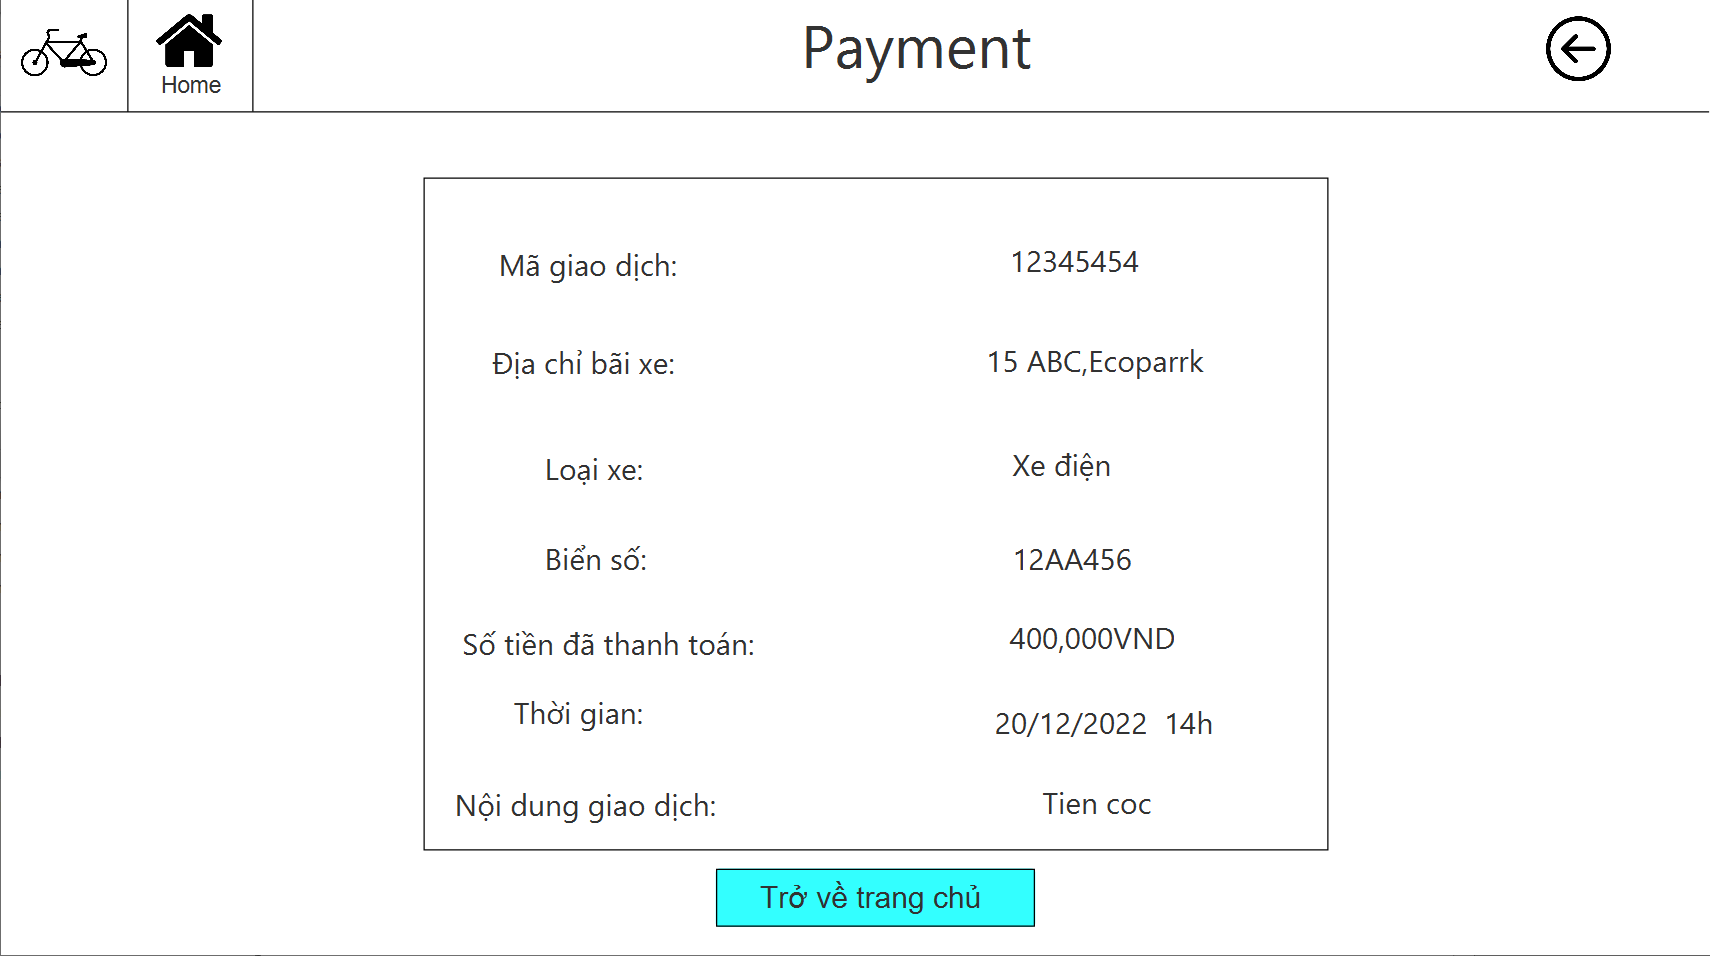 Home
Payment
Mã giao dịch: 12345454
Địa chỉ bãi xe: 15 ABC,Ecoparrk
Loại xe: Xe điện
Biển số: 12AA456
Số tiền đã thanh toán: 400,000VND
Thời gian: 20/12/2022 14h
Nội dung giao dịch: Tien coc
Trở về trang chủ